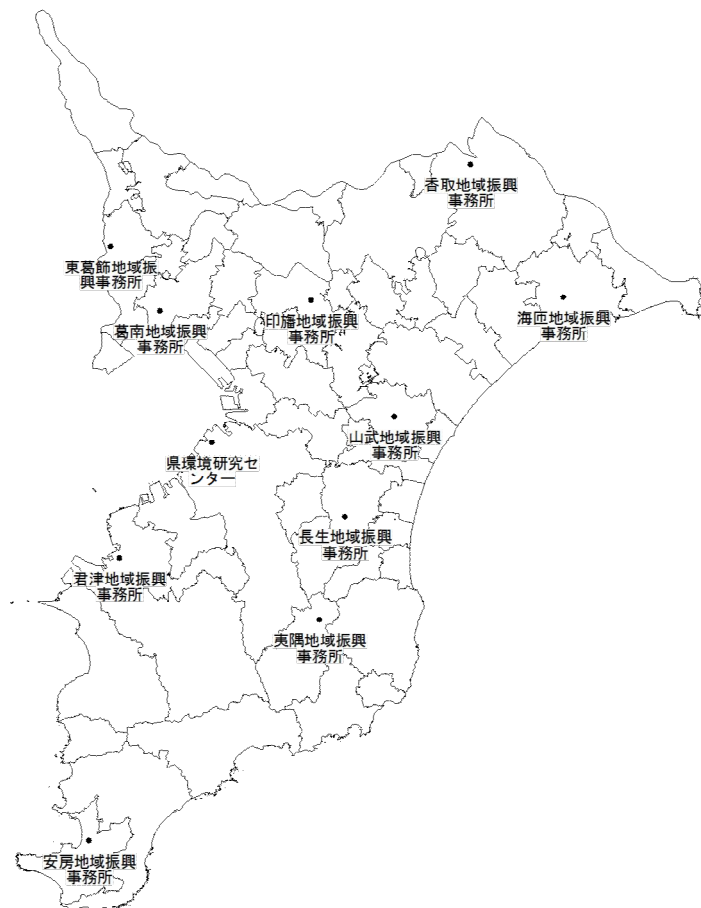 香取地域振興
事務所
東葛飾地域振
興事務所
海匝地域振興
事務所
印旛地域振興
事務所
葛南地域振興
事務所
山武地域振興
事務所
県環境研究セ
ンター
長生地域振興
事務所
君津地域振興
事務所
夷隅地域振興
事務所
安房地域振興
事務所